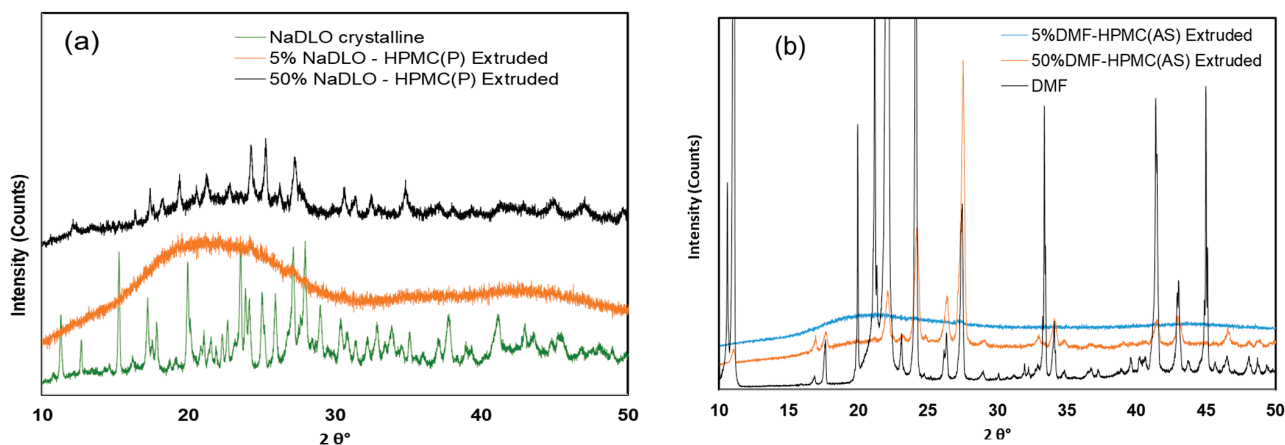 (a)
NaDLO crystalline
5% NaDLO - HPMC(P) Extruded
50% NaDLO - HPMC(P) Extruded
Intensity (Counts)
10 20 30 40 50
2 θ°
(b)
5%DMF-HPMC(AS) Extruded
50%DMF-HPMC(AS) Extruded
DMF
Intensity (Counts)
10 15 20 25 30 35 40 45 50
2 θ°